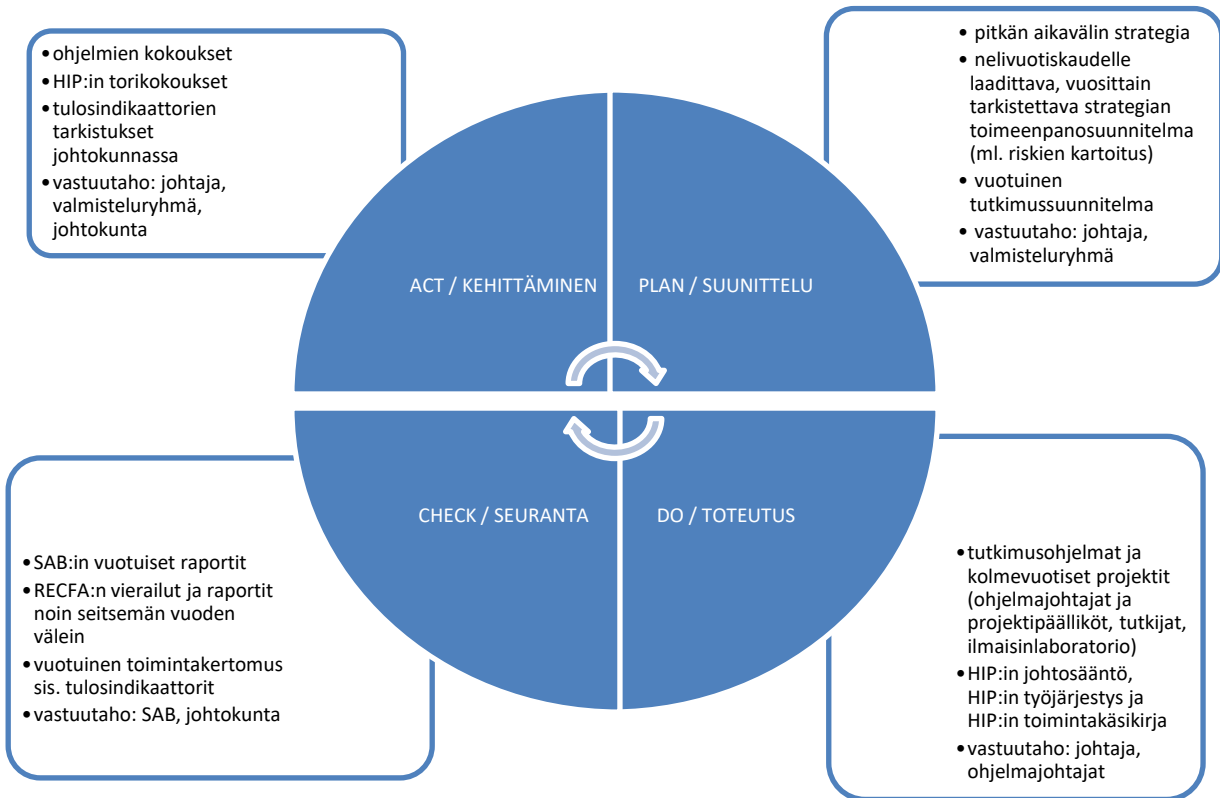 •ohjelmien kokoukset
•HIP:in torikokoukset
•tulosindikaattorien
tarkistukset
johtokunnassa
•vastuutaho: johtaja,
valmisteluryhmä,
johtokunta
• pitkän aikavälin strategia
• nelivuotiskaudelle
laadittava, vuosittain
tarkistettava strategian
toimeenpanosuunnitelma
(ml. riskien kartoitus)
• vuotuinen
tutkimussuunnitelma
• vastuutaho: johtaja,
valmisteluryhmä
ACT / KEHITTÄMINEN
PLAN / SUUNITTELU
CHECK / SEURANTA
DO / TOTEUTUS
•SAB:in vuotuiset raportit
•RECFA:n vierailut ja raportit
noin seitsemän vuoden
välein
•vuotuinen toimintakertomus
sis. tulosindikaattorit
•vastuutaho: SAB, johtokunta
•tutkimusohjelmat ja
kolmevuotiset projektit
(ohjelmajohtajat ja
projektipäälliköt, tutkijat,
ilmaisinlaboratorio)
•HIP:in johtosääntö,
HIP:in työjärjestys ja
HIP:in toimintakäsikirja
•vastuutaho: johtaja,
ohjelmajohtajat